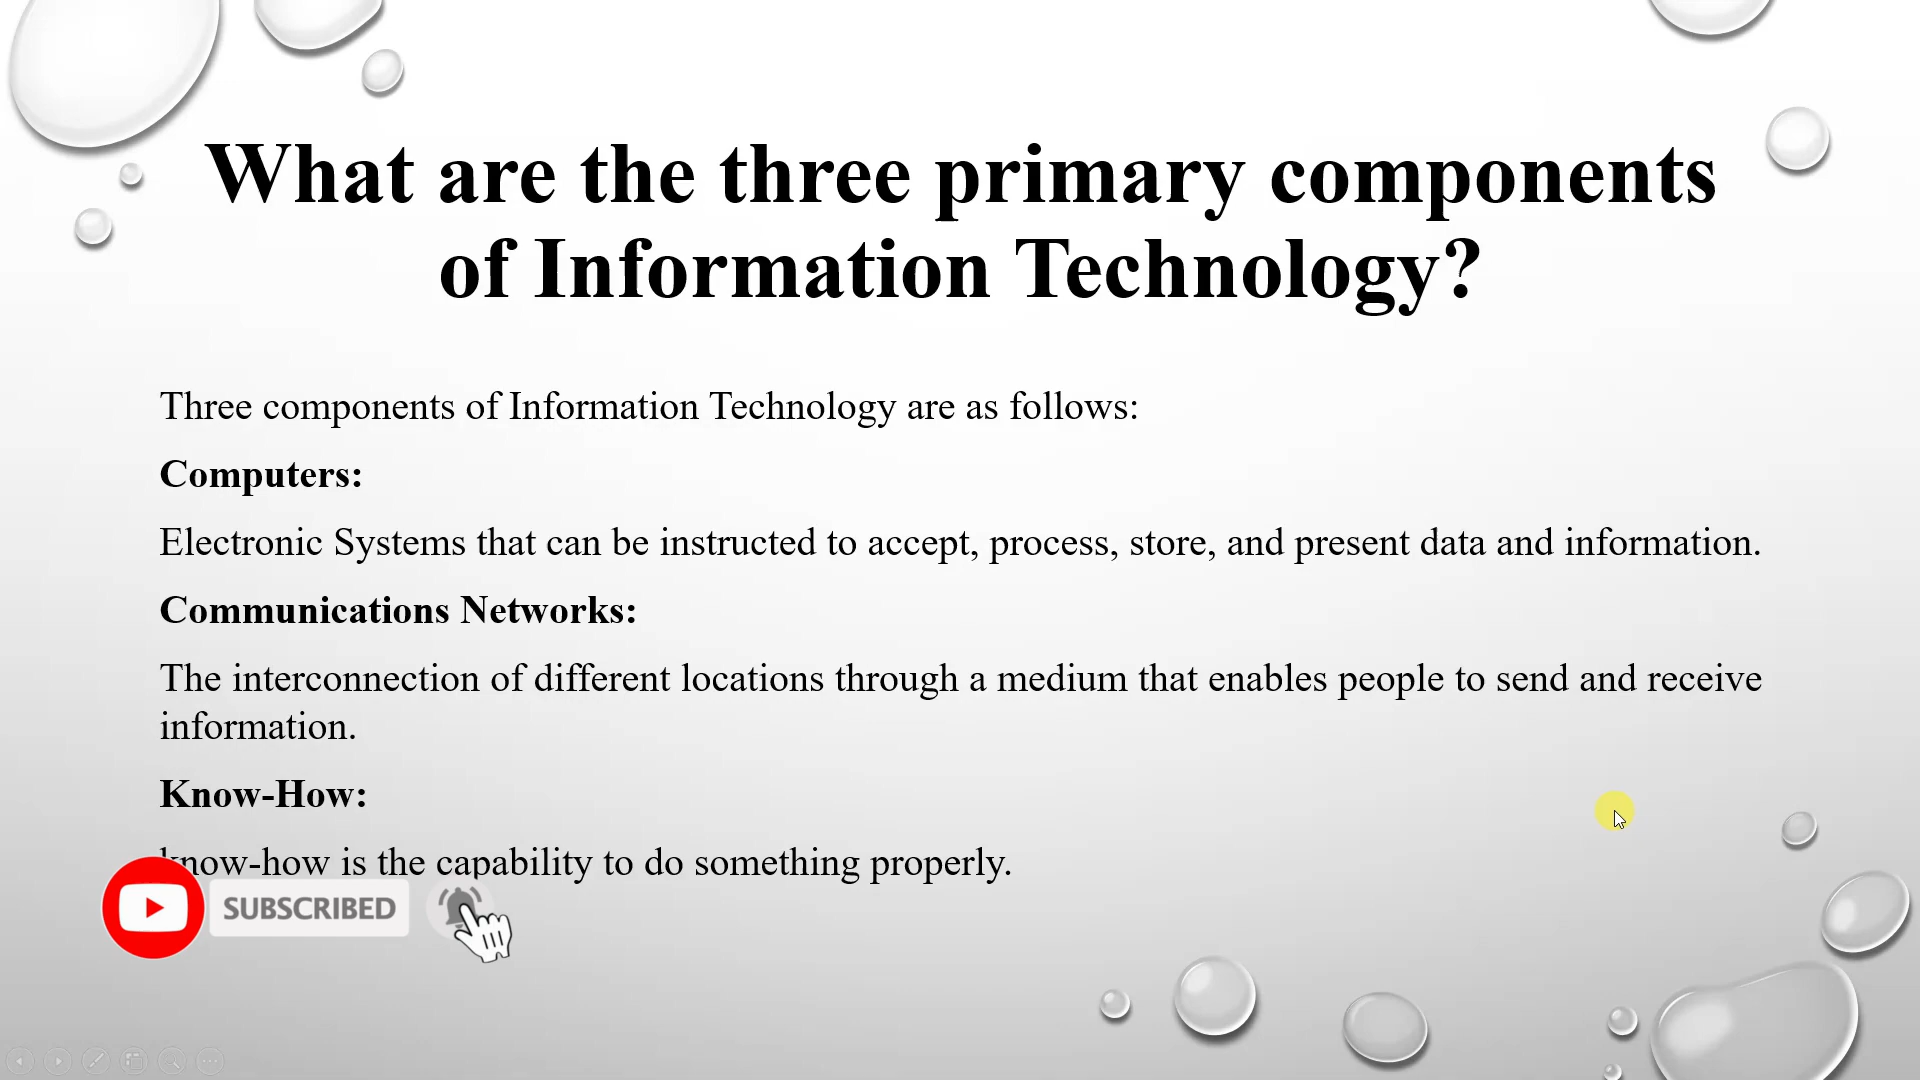 What are the three primary components
of Information Technology?
Three components of Information Technology are as follows:
Computers:
Electronic Systems that can be instructed to accept, process, store, and present data and information.
Communications Networks:
The interconnection of different locations through a medium that enables people to send and receive
information.
Know-How:
know-how is the capability to do something properly.
SUBSCRIBED